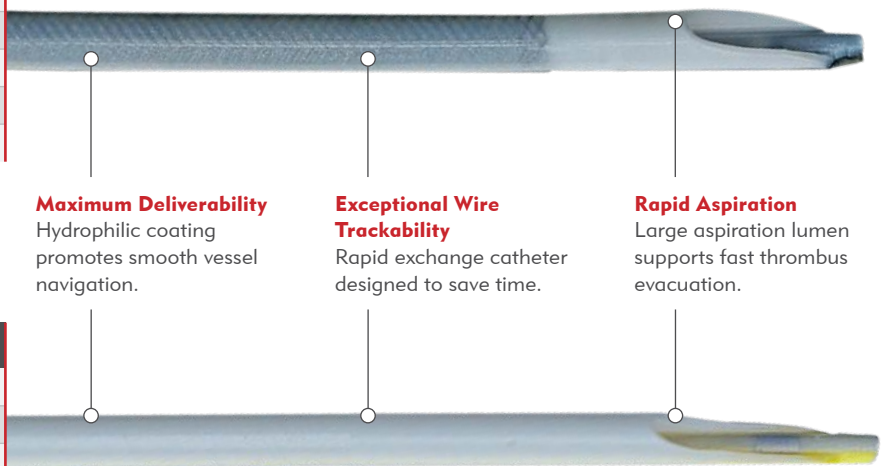 Maximum Deliverability
Hydrophilic coating
promotes smooth vessel
navigation.
Exceptional Wire
Trackability
Rapid exchange catheter
designed to save time.
Rapid Aspiration
Large aspiration lumen
supports fast thrombus
evacuation.